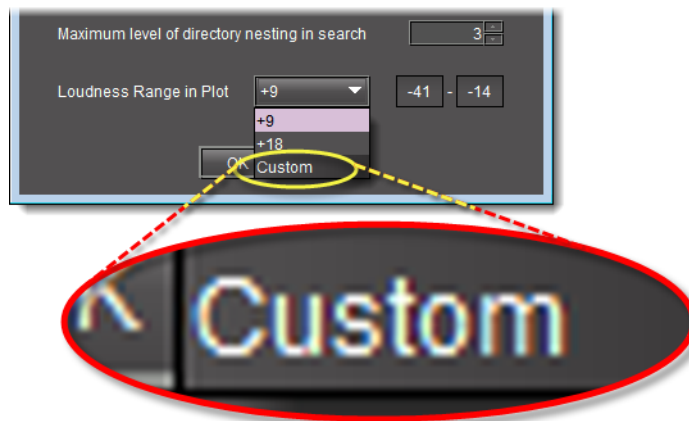 Maximum level of directory nesting in search 3
Loudness Range in Plot +9 -41 - -14
+9
+18
OK Custom
K Custom